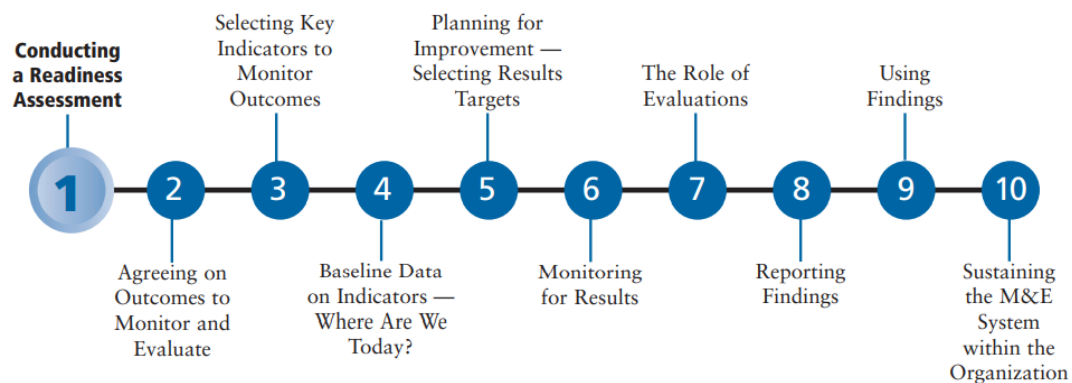 Conducting
a Readiness
Assessment
1
2
Agreeing on
Outcomes to
Monitor and
Evaluate
Selecting Key
Indicators to
Monitor
Outcomes
3
4
Baseline Data
on Indicators —
Where Are We
Today?
Planning for
Improvement —
Selecting Results
Targets
5
6
Monitoring
for Results
The Role of
Evaluations
7
8
Reporting
Findings
Using
Findings
9
10
Sustaining
the M&E
System
within the
Organization